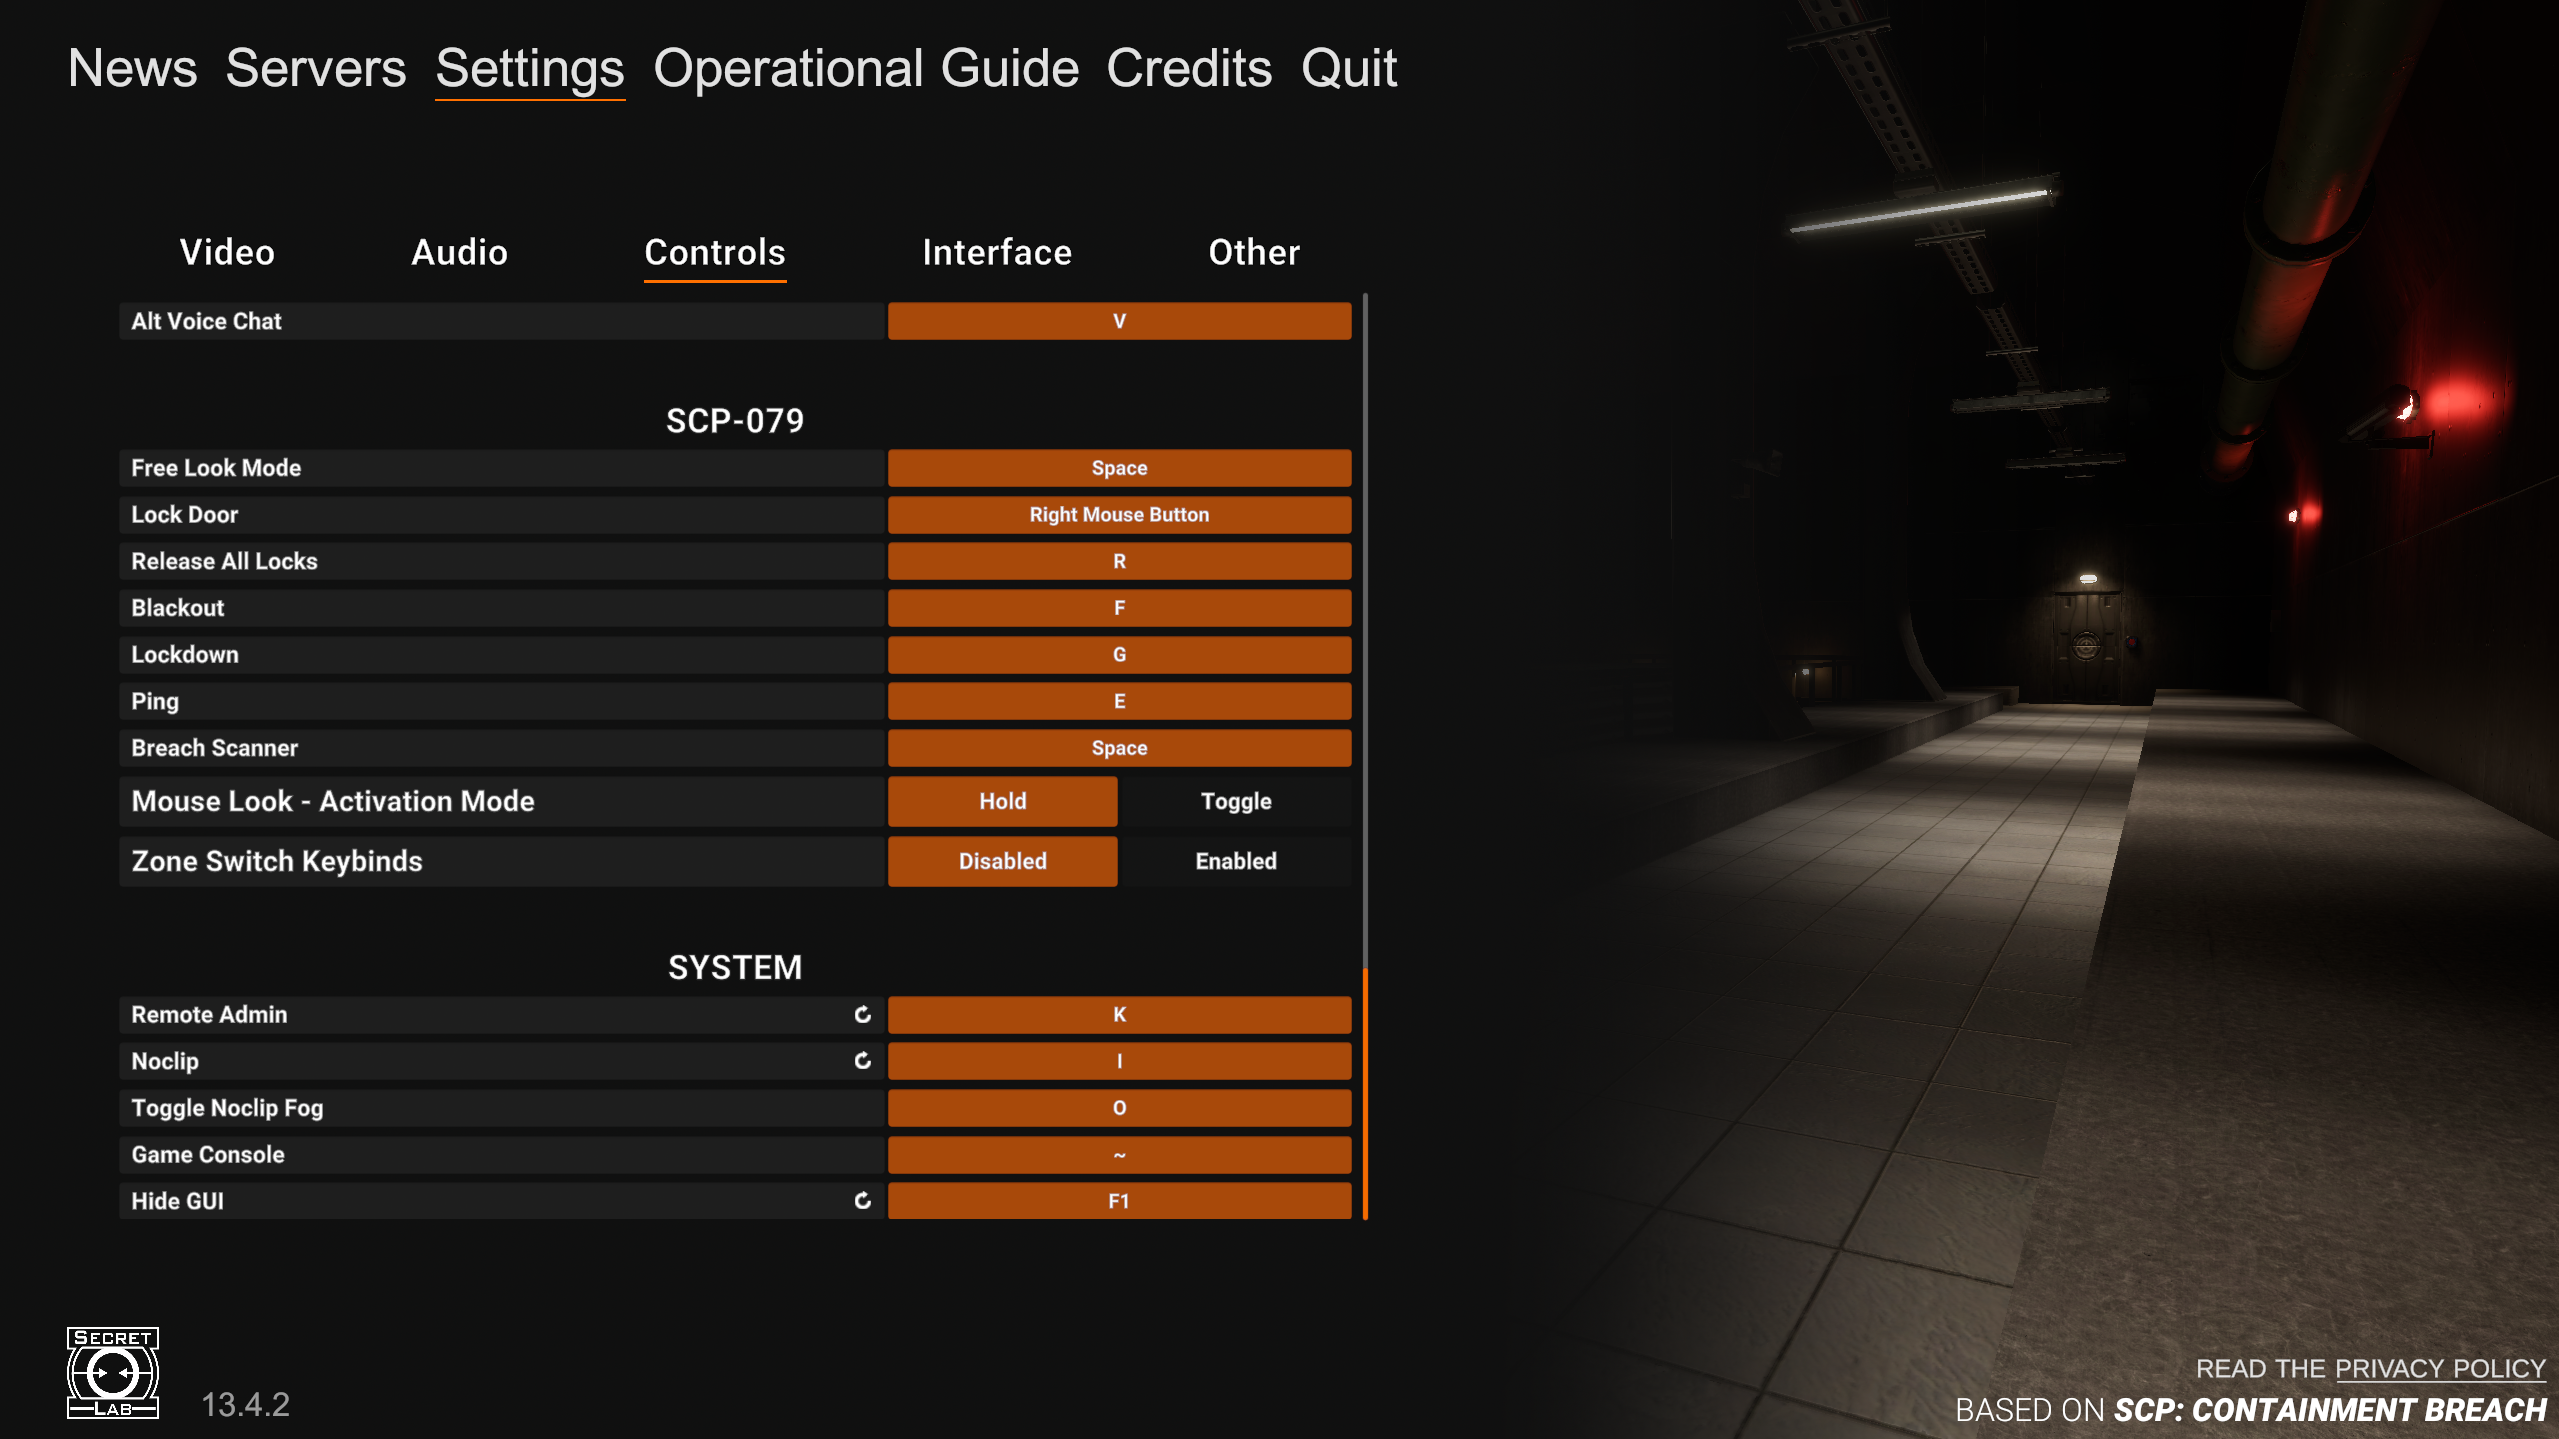 News Servers Settings Operational Guide Credits Quit
Video Audio Controls Interface Other
Alt Voice Chat V
SCP-079
Free Look Mode Space
Lock Door Right Mouse Button
Release All Locks R
Blackout F
Lockdown G
Ping E
Breach Scanner Space
Mouse Look - Activation Mode Hold Toggle
Zone Switch Keybinds Disabled Enabled
SYSTEM
Remote Admin K
Noclip I
Toggle Noclip Fog O
Game Console ~
Hide GUI F1
SECRET
LAB
13.4.2
READ THE PRIVACY POLICY
BASED ON SCP: CONTAINMENT BREACH